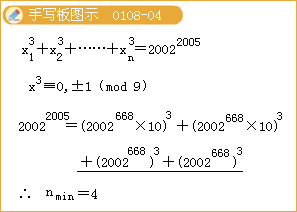 手写板图示 0108-04
x₁³+x₂³+……+xₙ³=2002²⁰⁰⁵
x³≡0,±1 (mod 9)
2002²⁰⁰⁵=(2002⁶⁶⁸×10)³+(2002⁶⁶⁸×10)³
+(2002⁶⁶⁸)³+(2002⁶⁶⁸)³
∴ nₘᵢₙ=4